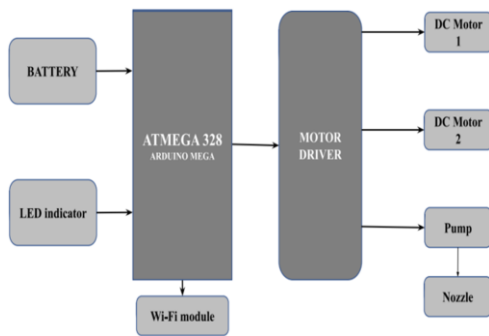 BATTERY
LED indicator
ATMEGA 328
ARDUINO MEGA
Wi-Fi module
MOTOR
DRIVER
DC Motor
1
DC Motor
2
Pump
Nozzle